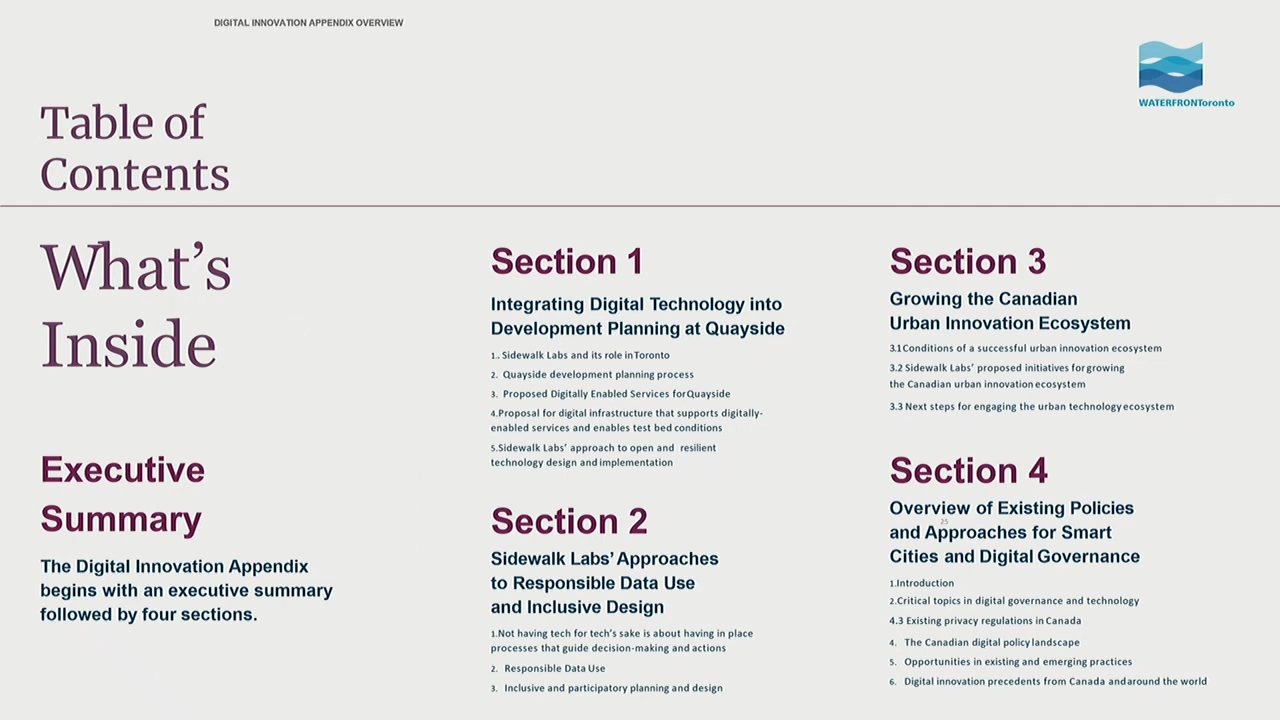 DIGITAL INNOVATION APPENDIX OVERVIEW
WATERFRONToronto
Table of
Contents
What's
Inside
Executive
Summary
The Digital Innovation Appendix
begins with an executive summary
followed by four sections.
Section 1
Integrating Digital Technology into
Development Planning at Quayside
1.. Sidewalk Labs and its role in Toronto
2. Quayside development planning process
3. Proposed Digitally Enabled Services for Quayside
4.Proposal for digital infrastructure that supports digitally-
enabled services and enables test bed conditions
5.Sidewalk Labs' approach to open and resilient
technology design and implementation
Section 2
Sidewalk Labs' Approaches
to Responsible Data Use
and Inclusive Design
1.Not having tech for tech's sake is about having in place
processes that guide decision-making and actions
2. Responsible Data Use
3. Inclusive and participatory planning and design
Section 3
Growing the Canadian
Urban Innovation Ecosystem
3.1 Conditions of a successful urban innovation ecosystem
3.2 Sidewalk Labs' proposed initiatives for growing
the Canadian urban innovation ecosystem
3.3 Next steps for engaging the urban technology ecosystem
Section 4
Overview of Existing Policies
25
and Approaches for Smart
Cities and Digital Governance
1.Introduction
2.Critical topics in digital governance and technology
4.3 Existing privacy regulations in Canada
4. The Canadian digital policy landscape
5. Opportunities in existing and emerging practices
6. Digital innovation precedents from Canada and around the world